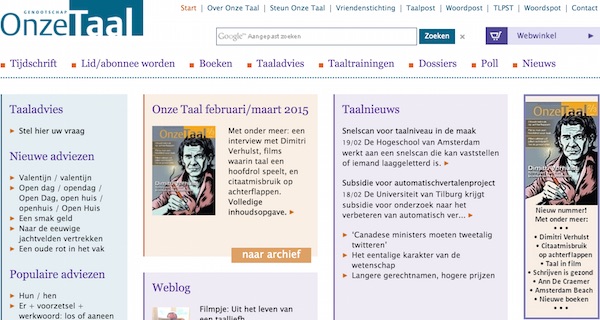 GENOOTSCHAP
OnzeTaal
Start | Over Onze Taal | Steun Onze Taal | Vriendenstichting | Taalpost | Woordpost | TLPST | Woordspot | Contact
Google™ Aangepast zoeken
Zoeken
×
Webwinkel
Tijdschrift
Lid/abonnee worden
Boeken
Taaladvies
Taaltrainingen
Dossiers
Poll
Nieuws
Taaladvies
Stel hier uw vraag
Nieuwe adviezen
Valentijn / valentijn
Open dag / opendag /
Open Dag, open huis /
openhuis / Open Huis
Een smak geld
Naar de eeuwige
jachtvelden vertrekken
Een oude rot in het vak
Populaire adviezen
Hun / hen
Er + voorzetsel +
werkwoord: los of aaneen
Onze Taal februari/maart 2015
OnzeTaal
Met onder meer: een
interview met Dimitri
Verhulst, films
waarin taal een
hoofdrol speelt, en
citaatmisbruik op
achterflappen.
Volledige
inhoudsopgave.
naar archief
Weblog
Filmpje: Uit het leven van
een taalliefh
Taalnieuws
Snelscan voor taalniveau in de maak
19/02 De Hogeschool van Amsterdam
werkt aan een snelscan die kan vaststellen
of iemand laaggeletterd is.
Subsidie voor automatischvertalenproject
18/02 De Universiteit van Tilburg krijgt
subsidie voor onderzoek naar het
verbeteren van automatisch ver...
'Canadese ministers moeten tweetalig
twitteren'
Het eentalige karakter van de
wetenschap
Langere gerechtnamen, hogere prijzen
OnzeTaal
Nieuw nummer!
Met onder meer:
• • •
• Dimitri Verhulst
• Citaatmisbruik
op achterflappen
• Taal in film
• Schrijven is gezond
• Ann De Craemer
• Amsterdam Beach
• Nieuwe boeken
• • •